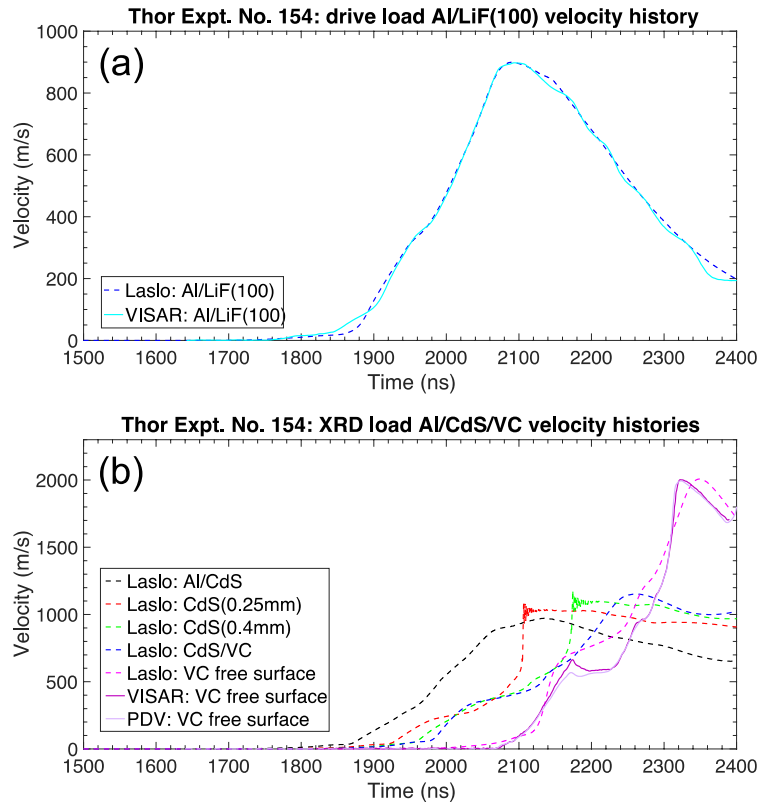 Thor Expt. No. 154: drive load Al/LiF(100) velocity history
(a)
1000
800
600
400
200
0
Velocity (m/s)
Laslo: Al/LiF(100)
VISAR: Al/LiF(100)
1500 1600 1700 1800 1900 2000 2100 2200 2300 2400
Time (ns)
Thor Expt. No. 154: XRD load Al/CdS/VC velocity histories
(b)
2000
1500
1000
500
0
Velocity (m/s)
Laslo: Al/CdS
Laslo: CdS(0.25mm)
Laslo: CdS(0.4mm)
Laslo: CdS/VC
Laslo: VC free surface
VISAR: VC free surface
PDV: VC free surface
1500 1600 1700 1800 1900 2000 2100 2200 2300 2400
Time (ns)